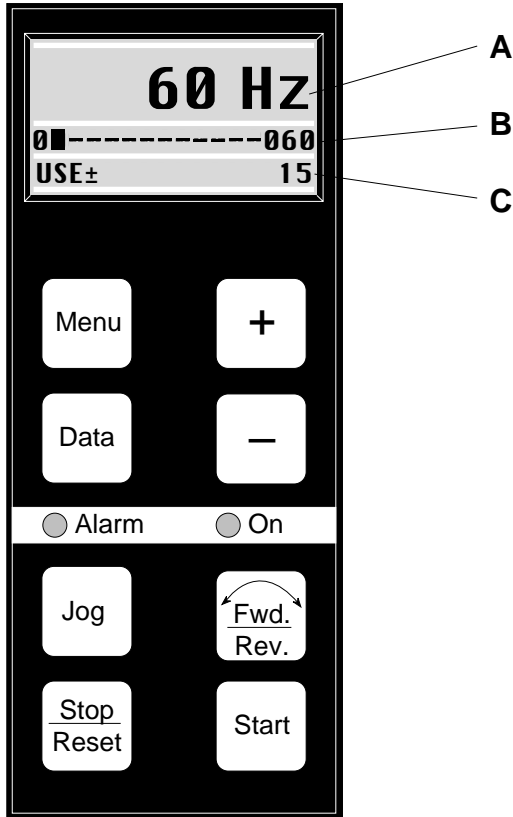 60 Hz
A
0▮------------060
B
USE± 15
C
Menu +
Data –
Alarm On
Jog Fwd.
Rev.
Stop
Reset Start